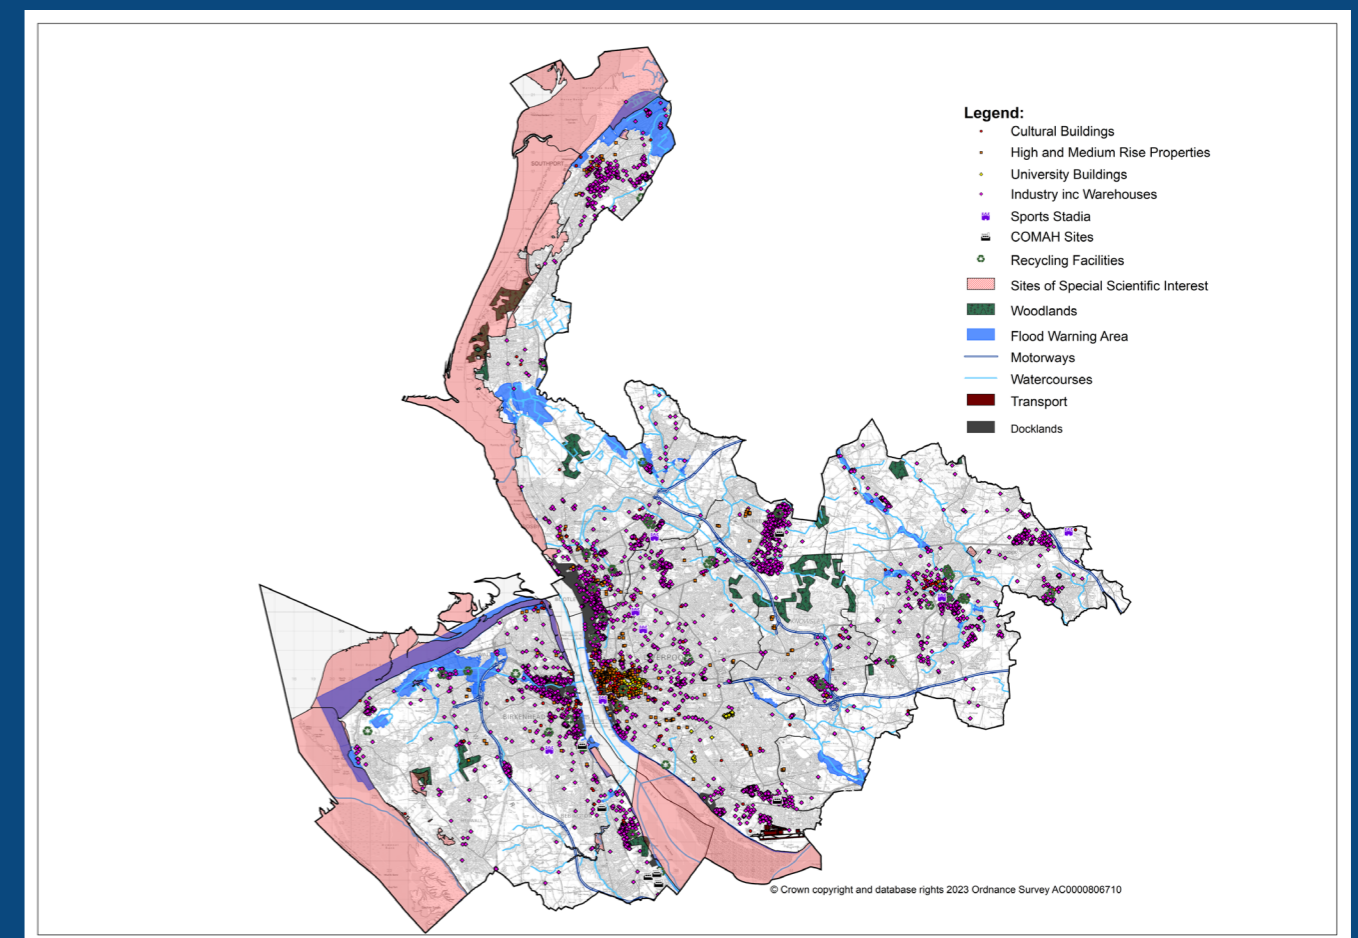 Legend:
Cultural Buildings
High and Medium Rise Properties
University Buildings
Industry inc Warehouses
Sports Stadia
COMAH Sites
Recycling Facilities
Sites of Special Scientific Interest
Woodlands
Flood Warning Area
Motorways
Watercourses
Transport
Docklands
SOUTHPORT
BIRKENHEAD
© Crown copyright and database rights 2023 Ordnance Survey AC0000806710